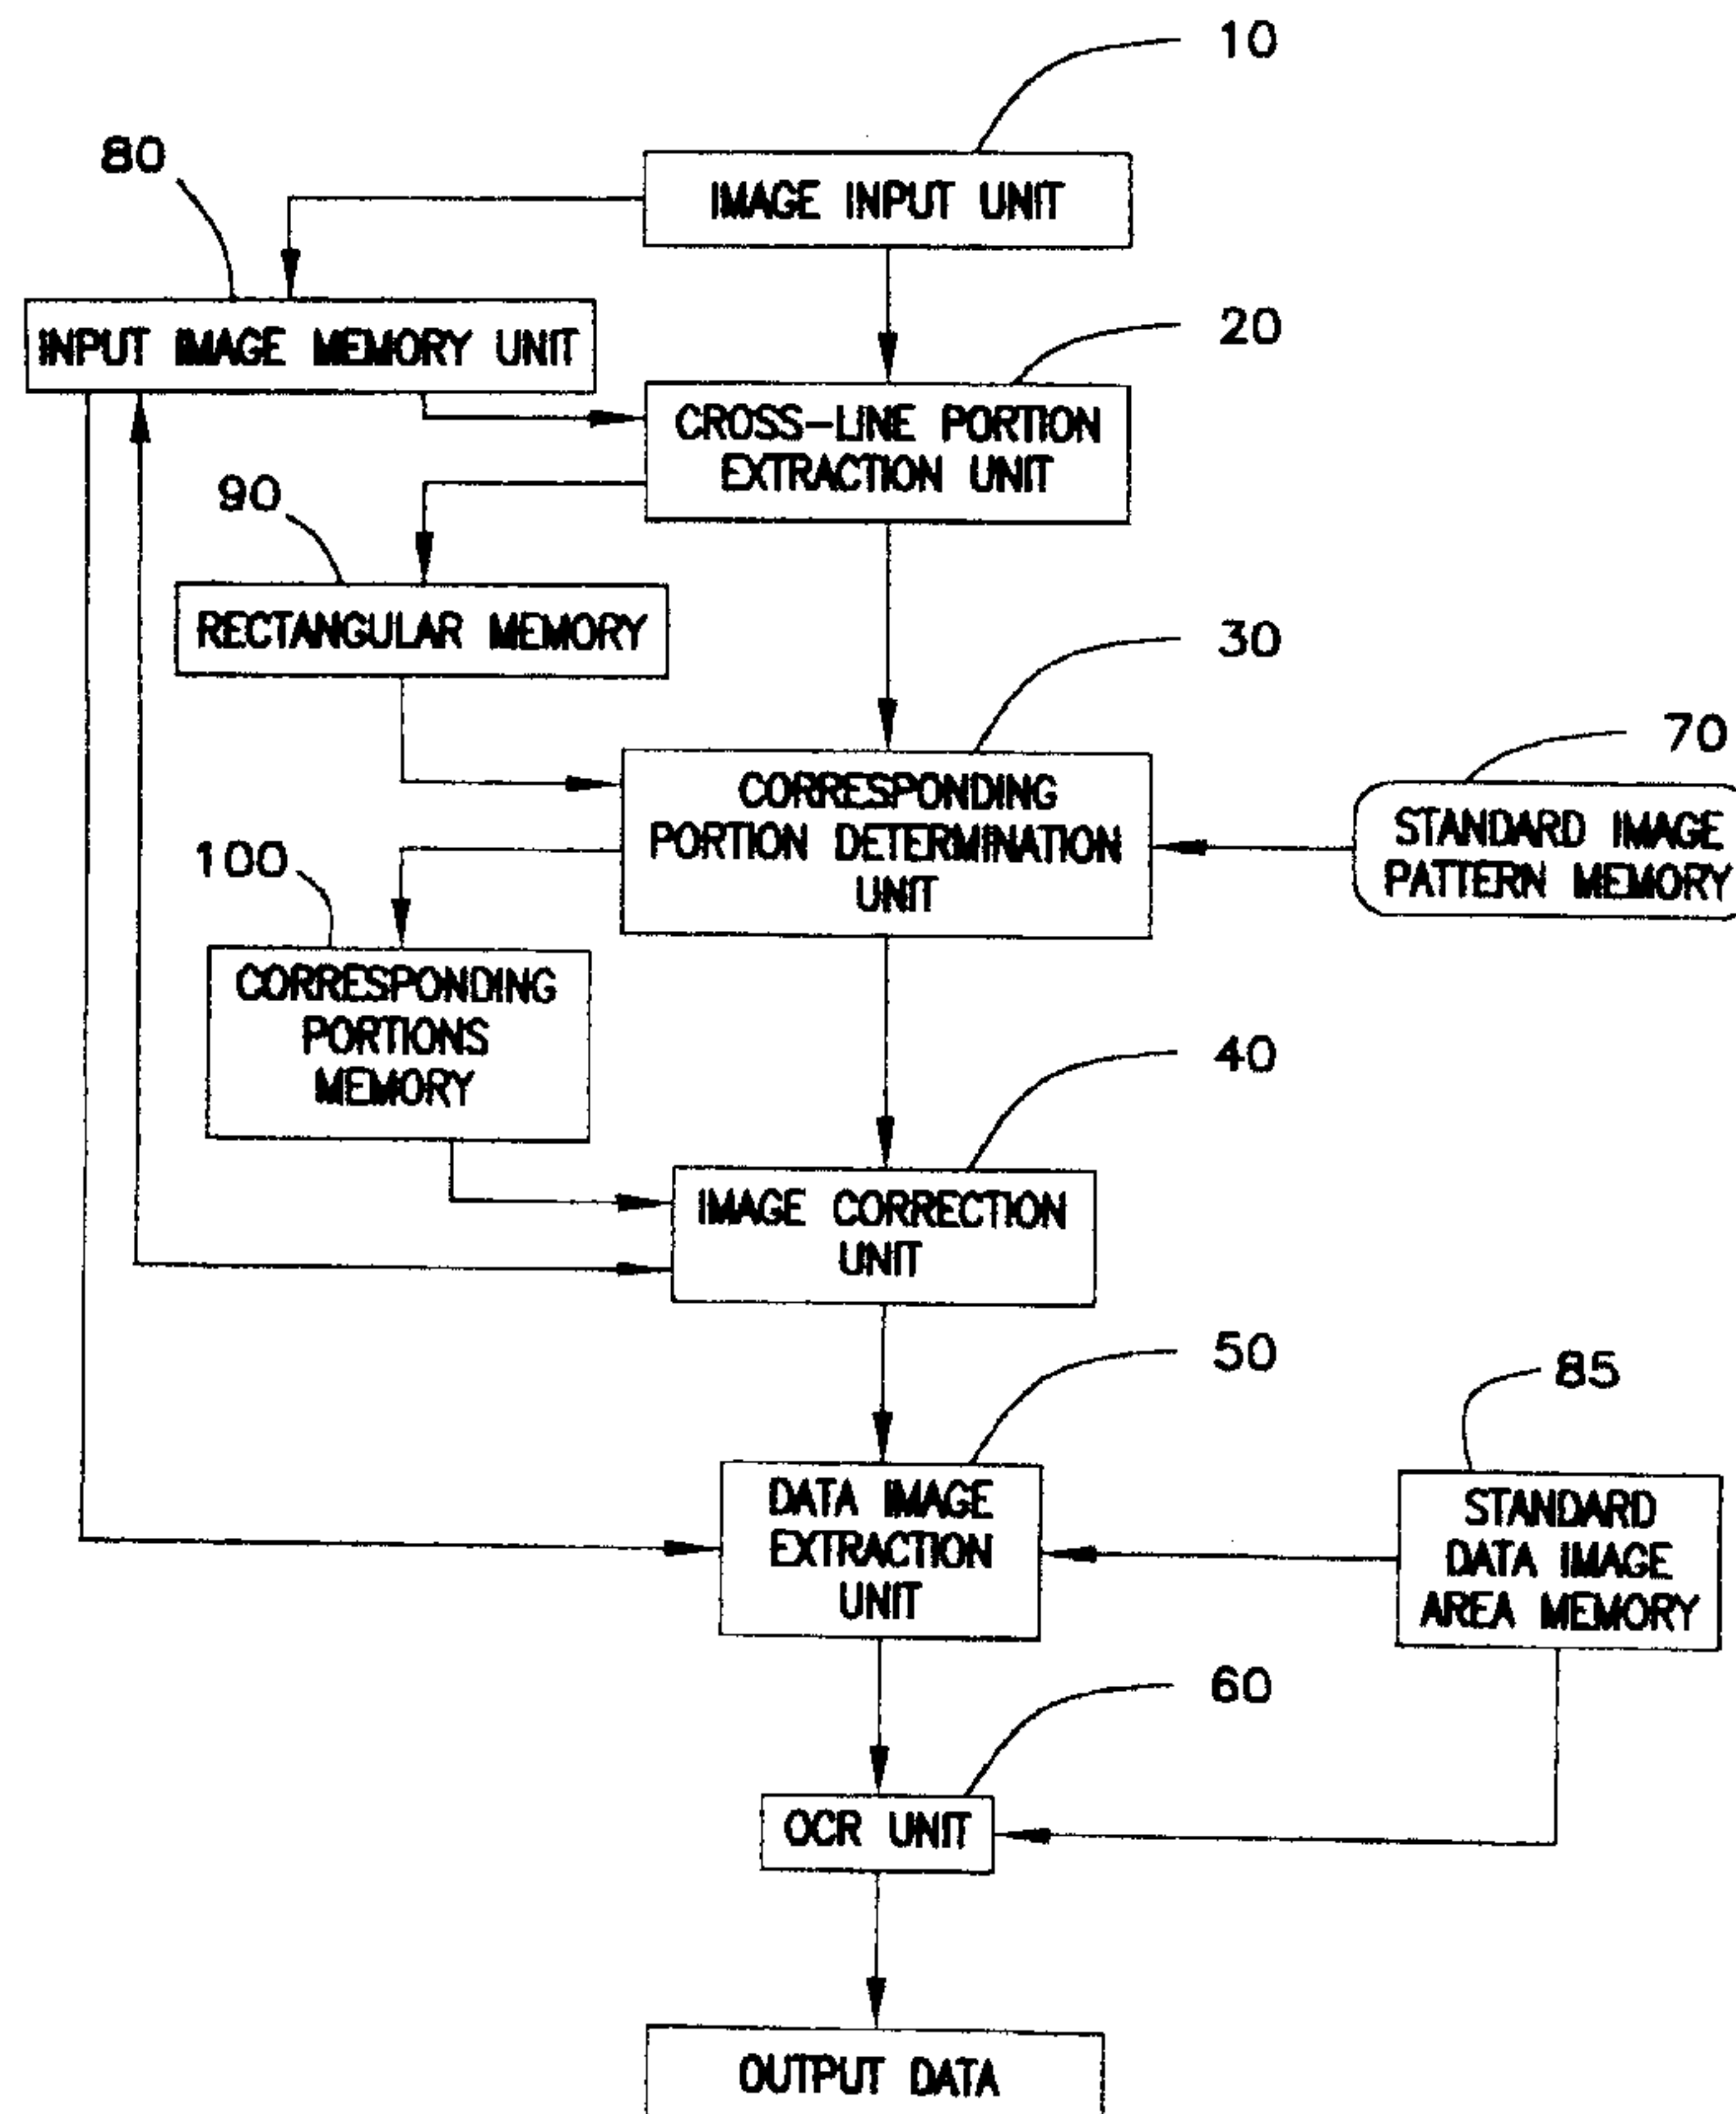 10
80
IMAGE INPUT UNIT
20
INPUT IMAGE MEMORY UNIT
CROSS-LINE PORTION
EXTRACTION UNIT
90
RECTANGULAR MEMORY
30
70
CORRESPONDING
PORTION DETERMINATION
UNIT
STANDARD IMAGE
PATTERN MEMORY
100
CORRESPONDING
PORTIONS
MEMORY
40
IMAGE CORRECTION
UNIT
50
85
DATA IMAGE
EXTRACTION
UNIT
STANDARD
DATA IMAGE
AREA MEMORY
60
OCR UNIT
OUTPUT DATA